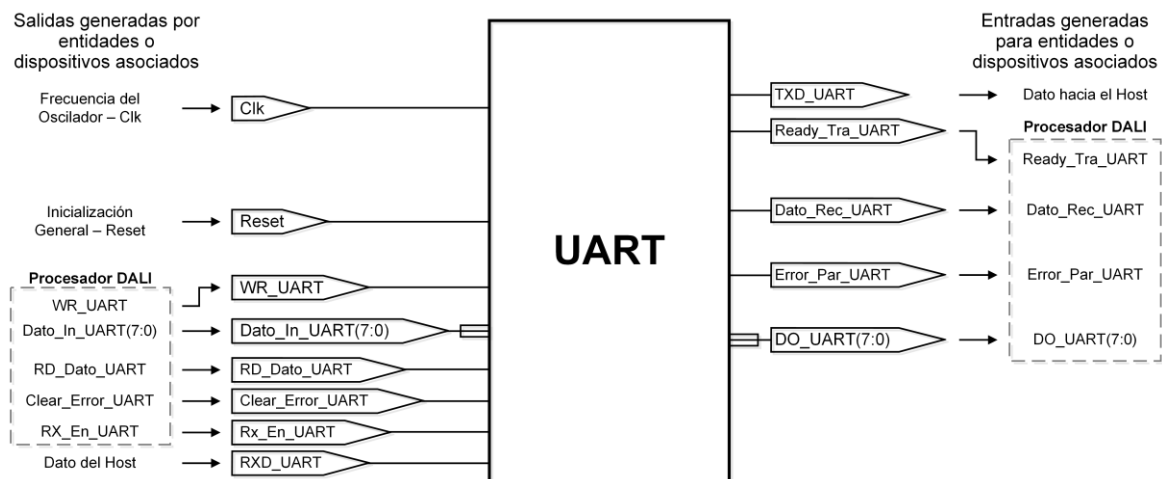 Salidas generadas por
entidades o
dispositivos asociados
Frecuencia del
Oscilador – Clk
Clk
Inicialización
General – Reset
Reset
Procesador DALI
WR_UART
WR_UART
Dato_In_UART(7:0)
Dato_In_UART(7:0)
RD_Dato_UART
RD_Dato_UART
Clear_Error_UART
Clear_Error_UART
RX_En_UART
Rx_En_UART
Dato del Host
RXD_UART
UART
Entradas generadas
para entidades o
dispositivos asociados
TXD_UART
Dato hacia el Host
Ready_Tra_UART
Procesador DALI
Ready_Tra_UART
Dato_Rec_UART
Dato_Rec_UART
Error_Par_UART
Error_Par_UART
DO_UART(7:0)
DO_UART(7:0)